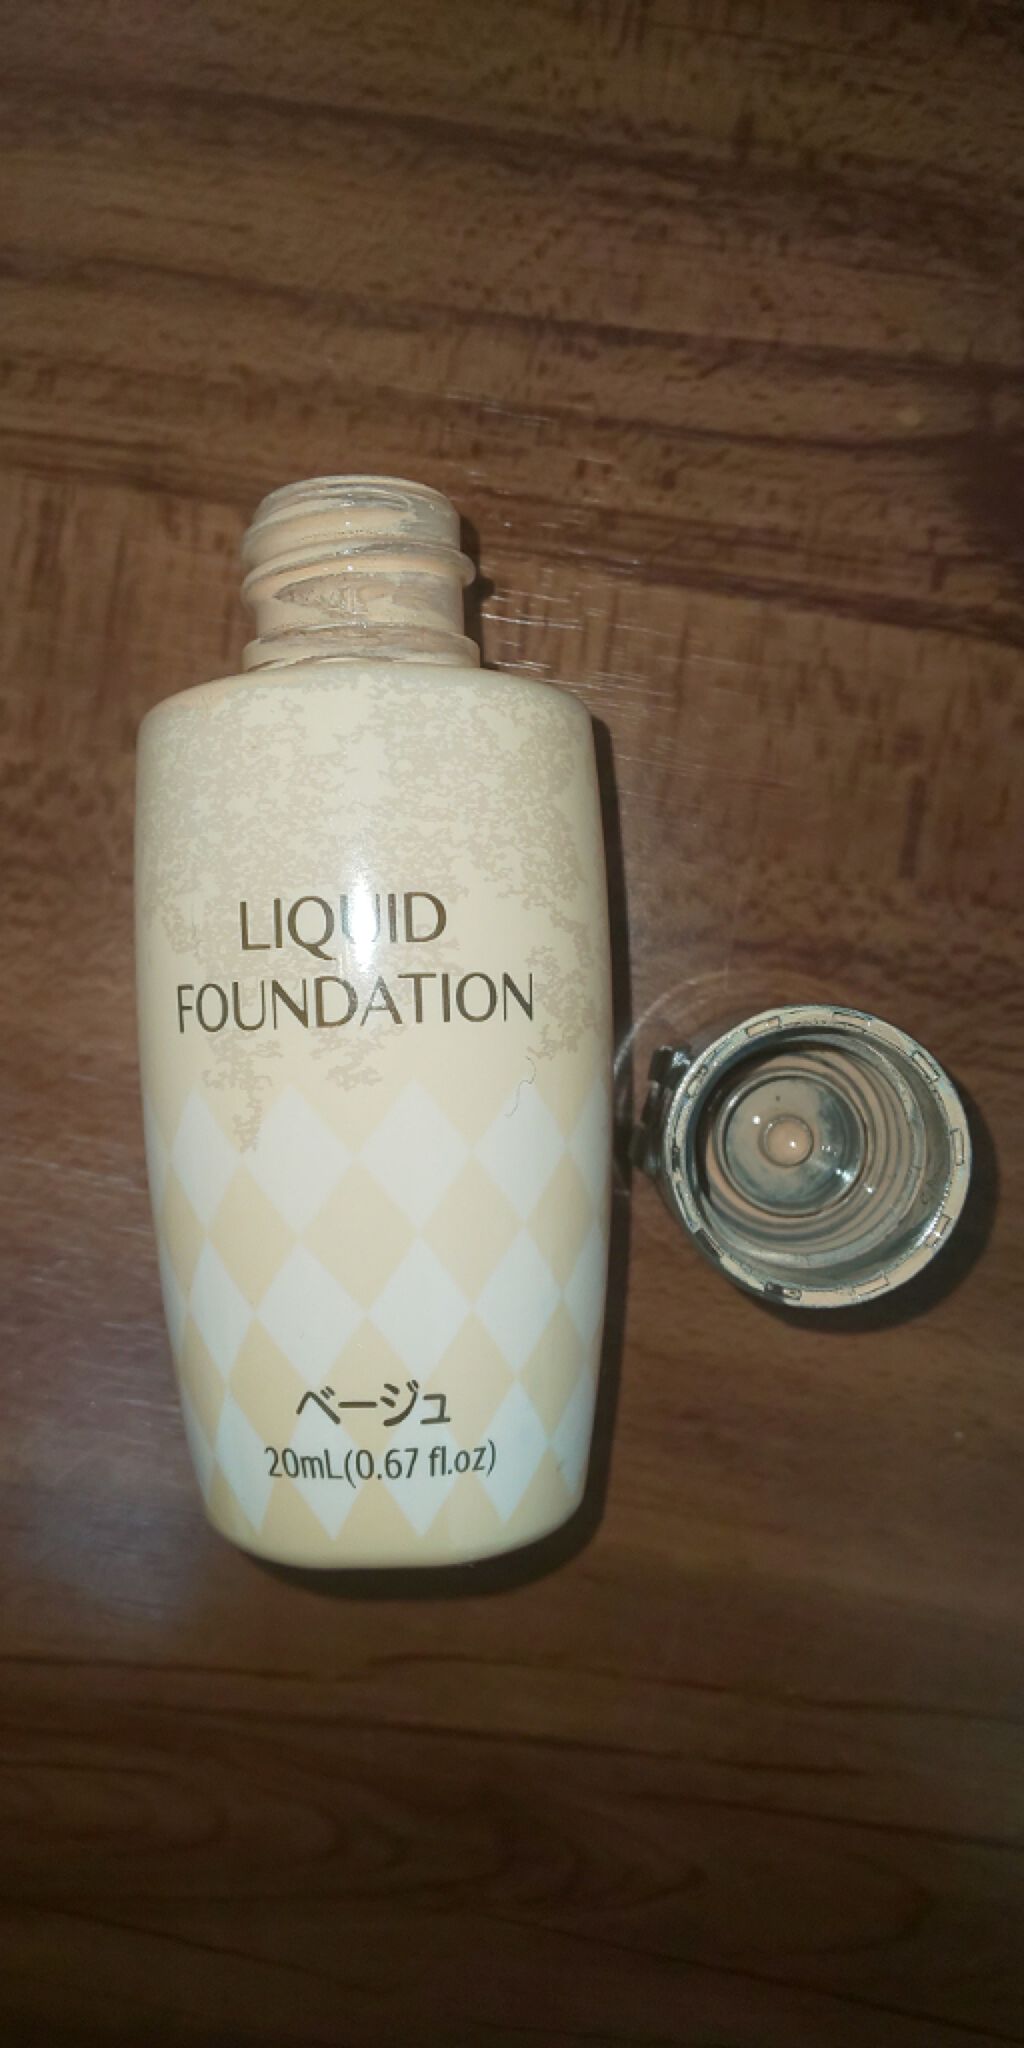 LIQUID
FOUNDATION
ベージュ
20mL(0.67 fl.oz)